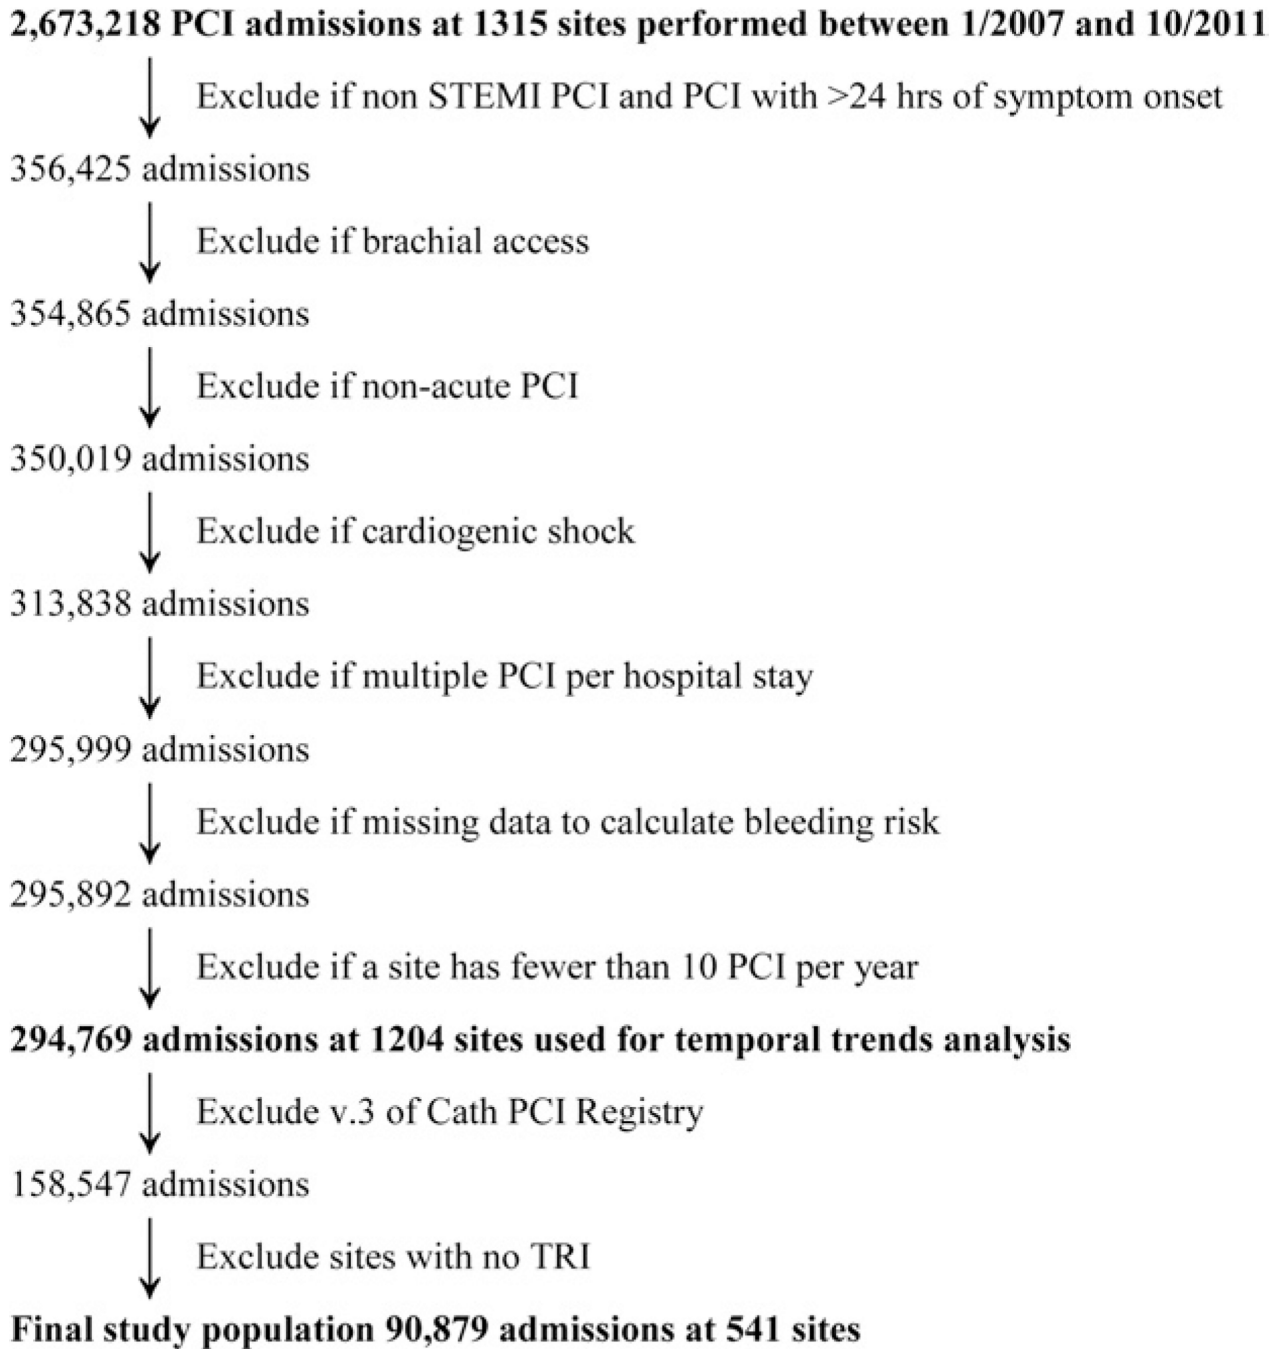 2,673,218 PCI admissions at 1315 sites performed between 1/2007 and 10/2011
Exclude if non STEMI PCI and PCI with >24 hrs of symptom onset
356,425 admissions
Exclude if brachial access
354,865 admissions
Exclude if non-acute PCI
350,019 admissions
Exclude if cardiogenic shock
313,838 admissions
Exclude if multiple PCI per hospital stay
295,999 admissions
Exclude if missing data to calculate bleeding risk
295,892 admissions
Exclude if a site has fewer than 10 PCI per year
294,769 admissions at 1204 sites used for temporal trends analysis
Exclude v.3 of Cath PCI Registry
158,547 admissions
Exclude sites with no TRI
Final study population 90,879 admissions at 541 sites